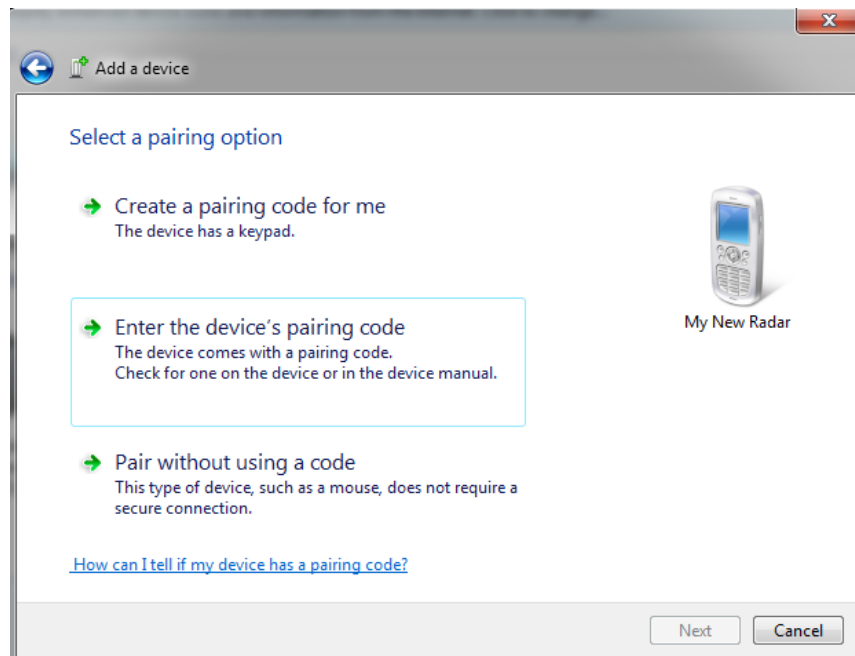 Add a device
Select a pairing option
Create a pairing code for me
The device has a keypad.
Enter the device's pairing code
The device comes with a pairing code.
Check for one on the device or in the device manual.
My New Radar
Pair without using a code
This type of device, such as a mouse, does not require a
secure connection.
How can I tell if my device has a pairing code?
Next
Cancel